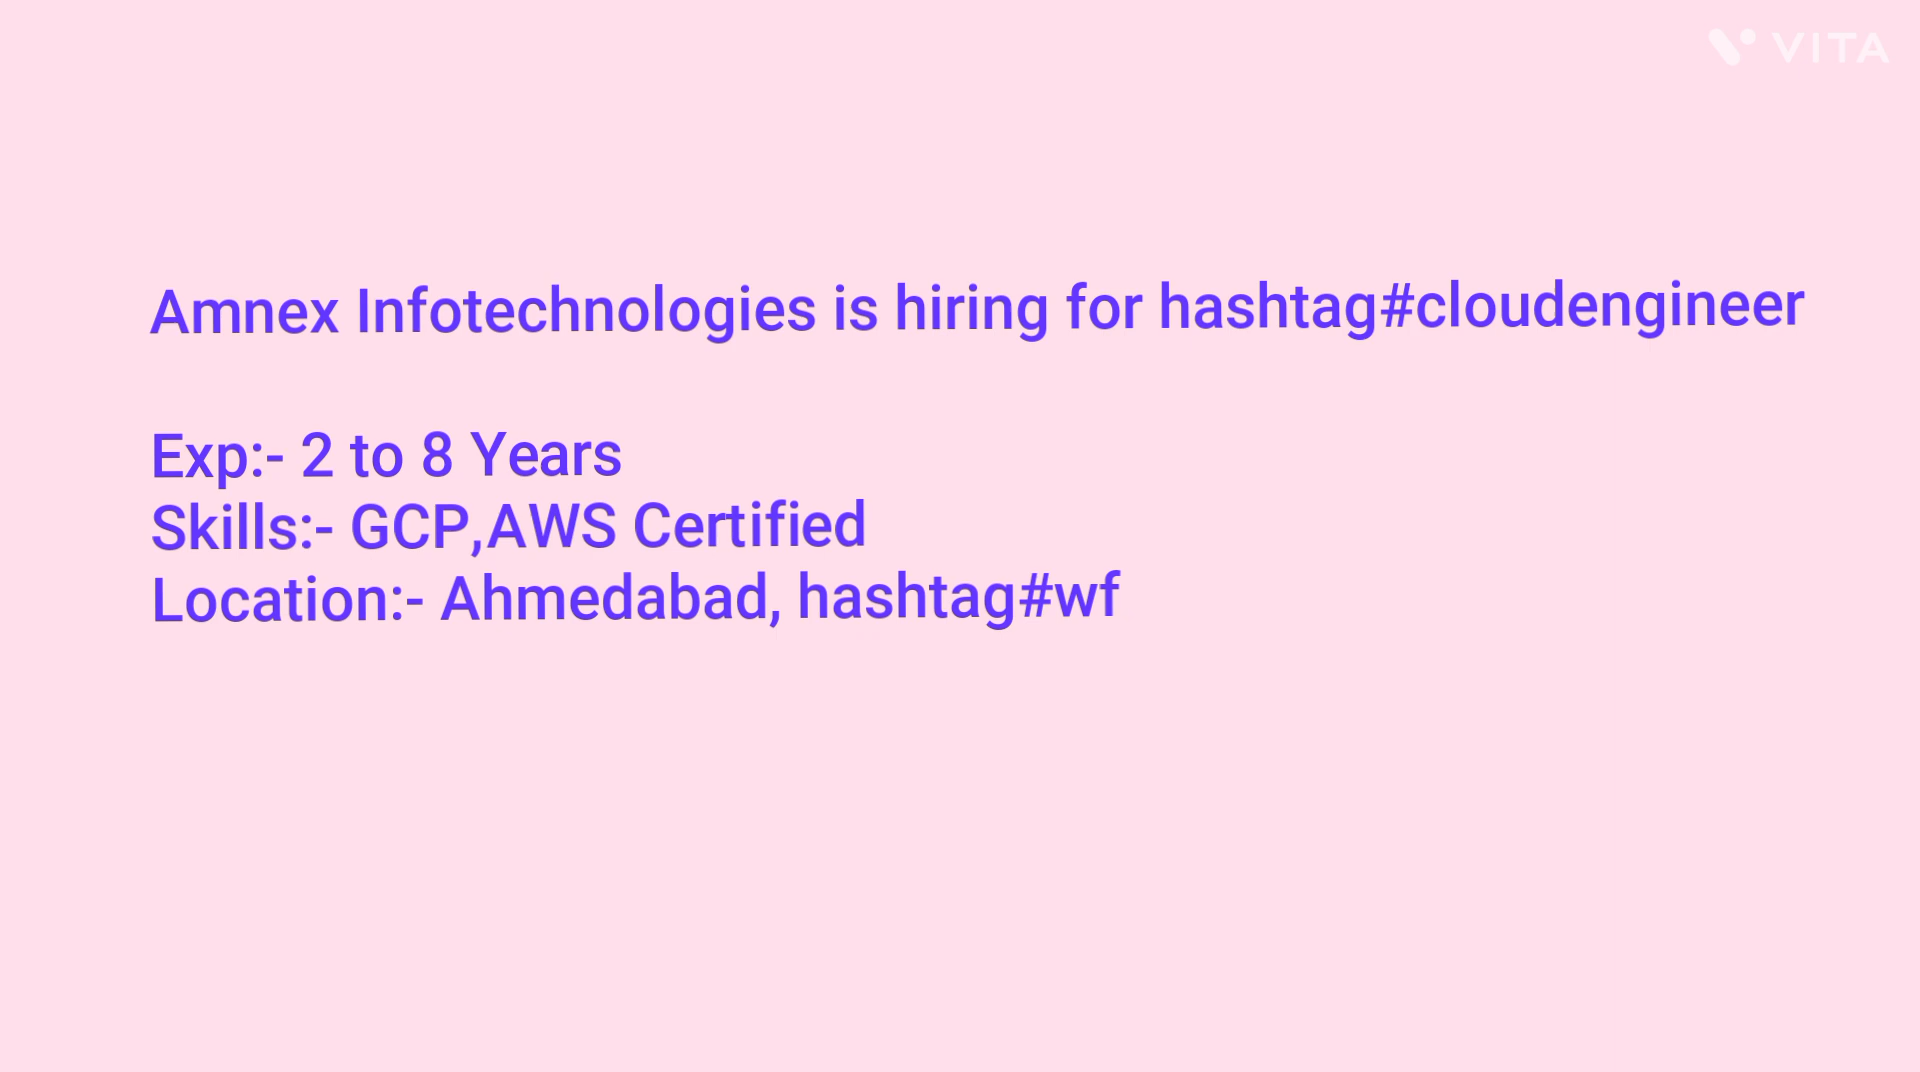 VITA
Amnex Infotechnologies is hiring for hashtag#cloudengineer
Exp:- 2 to 8 Years
Skills:- GCP,AWS Certified
Location:- Ahmedabad, hashtag#wf